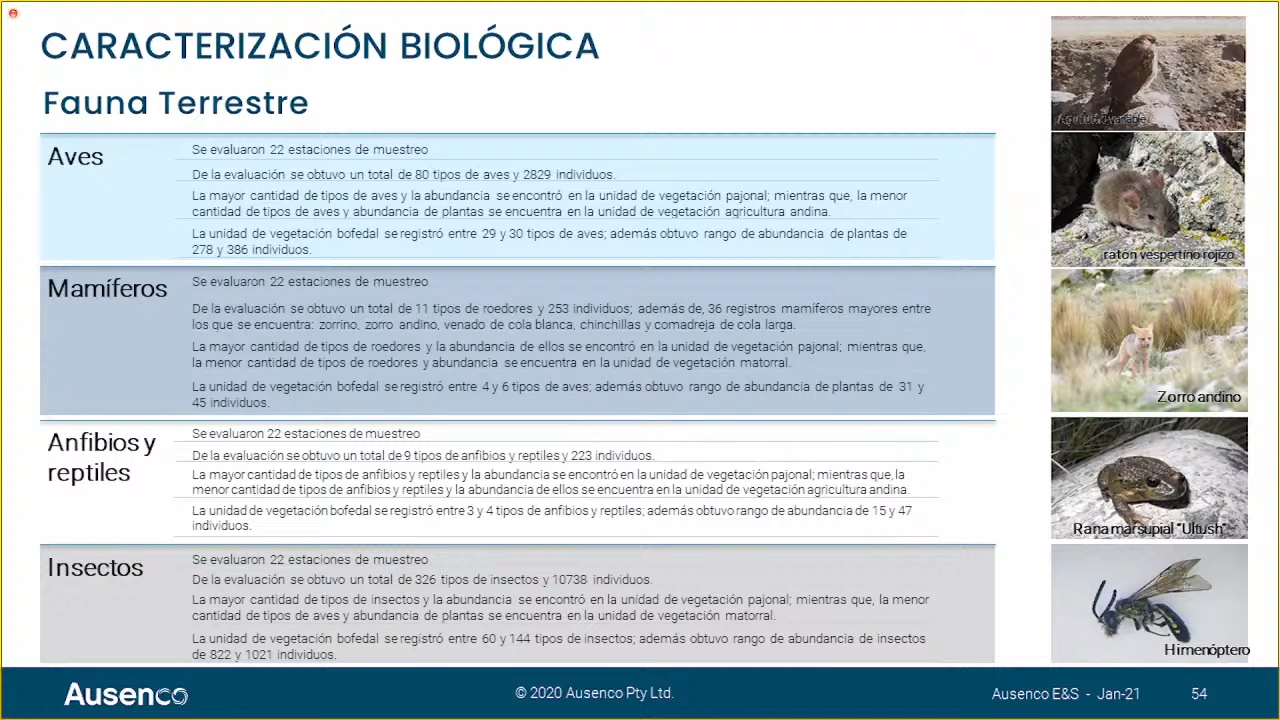 CARACTERIZACIÓN BIOLÓGICA
Fauna Terrestre
Aves
Se evaluaron 22 estaciones de muestreo
De la evaluación se obtuvo un total de 80 tipos de aves y 2829 individuos.
La mayor cantidad de tipos de aves y la abundancia se encontró en la unidad de vegetación pajonal; mientras que, la menor
cantidad de tipos de aves y abundancia de plantas se encuentra en la unidad de vegetación agricultura andina.
La unidad de vegetación bofedal se registró entre 29 y 30 tipos de aves; además obtuvo rango de abundancia de plantas de
278 y 386 individuos.
Mamíferos
Se evaluaron 22 estaciones de muestreo
De la evaluación se obtuvo un total de 11 tipos de roedores y 253 individuos; además de, 36 registros mamíferos mayores entre
los que se encuentra: zorrino, zorro andino, venado de cola blanca, chinchillas y comadreja de cola larga.
La mayor cantidad de tipos de roedores y la abundancia de ellos se encontró en la unidad de vegetación pajonal; mientras que,
la menor cantidad de tipos de roedores y abundancia se encuentra en la unidad de vegetación matorral.
La unidad de vegetación bofedal se registró entre 4 y 6 tipos de aves; además obtuvo rango de abundancia de plantas de 31 y
45 individuos.
Anfibios y
reptiles
Se evaluaron 22 estaciones de muestreo
De la evaluación se obtuvo un total de 9 tipos de anfibios y reptiles y 223 individuos.
La mayor cantidad de tipos de anfibios y reptiles y la abundancia se encontró en la unidad de vegetación pajonal; mientras que, la
menor cantidad de tipos de anfibios y reptiles y la abundancia de ellos se encuentra en la unidad de vegetación agricultura andina.
La unidad de vegetación bofedal se registró entre 3 y 4 tipos de anfibios y reptiles; además obtuvo rango de abundancia de 15 y 47
individuos.
Insectos
Se evaluaron 22 estaciones de muestreo
De la evaluación se obtuvo un total de 326 tipos de insectos y 10738 individuos.
La mayor cantidad de tipos de insectos y la abundancia se encontró en la unidad de vegetación pajonal; mientras que, la menor
cantidad de tipos de aves y abundancia de plantas se encuentra en la unidad de vegetación matorral.
La unidad de vegetación bofedal se registró entre 60 y 144 tipos de insectos; además obtuvo rango de abundancia de insectos
de 822 y 1021 individuos.
Aguilucho variable
ratón vespertino rojizo
Zorro andino
Rana marsupial "Ultush"
Himenóptero
Ausenco
© 2020 Ausenco Pty Ltd.
Ausenco E&S - Jan-21
54